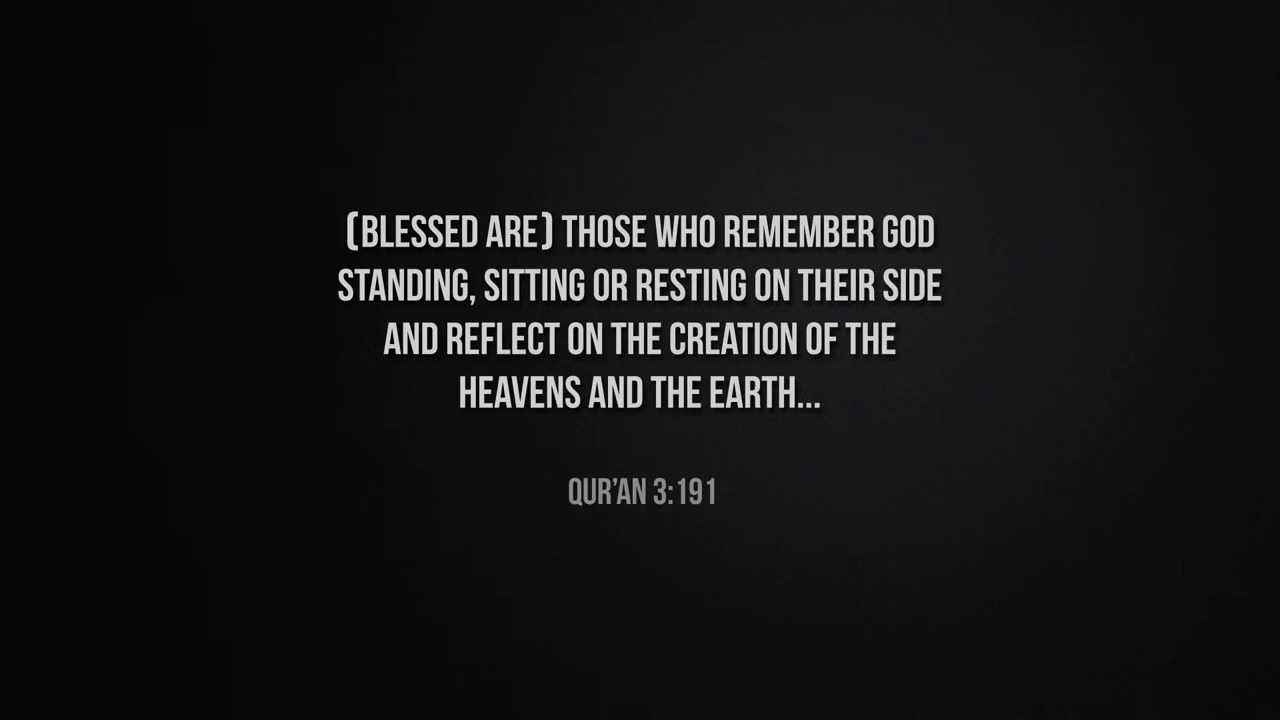 (BLESSED ARE) THOSE WHO REMEMBER GOD
STANDING, SITTING OR RESTING ON THEIR SIDE
AND REFLECT ON THE CREATION OF THE
HEAVENS AND THE EARTH...
QUR’AN 3:191